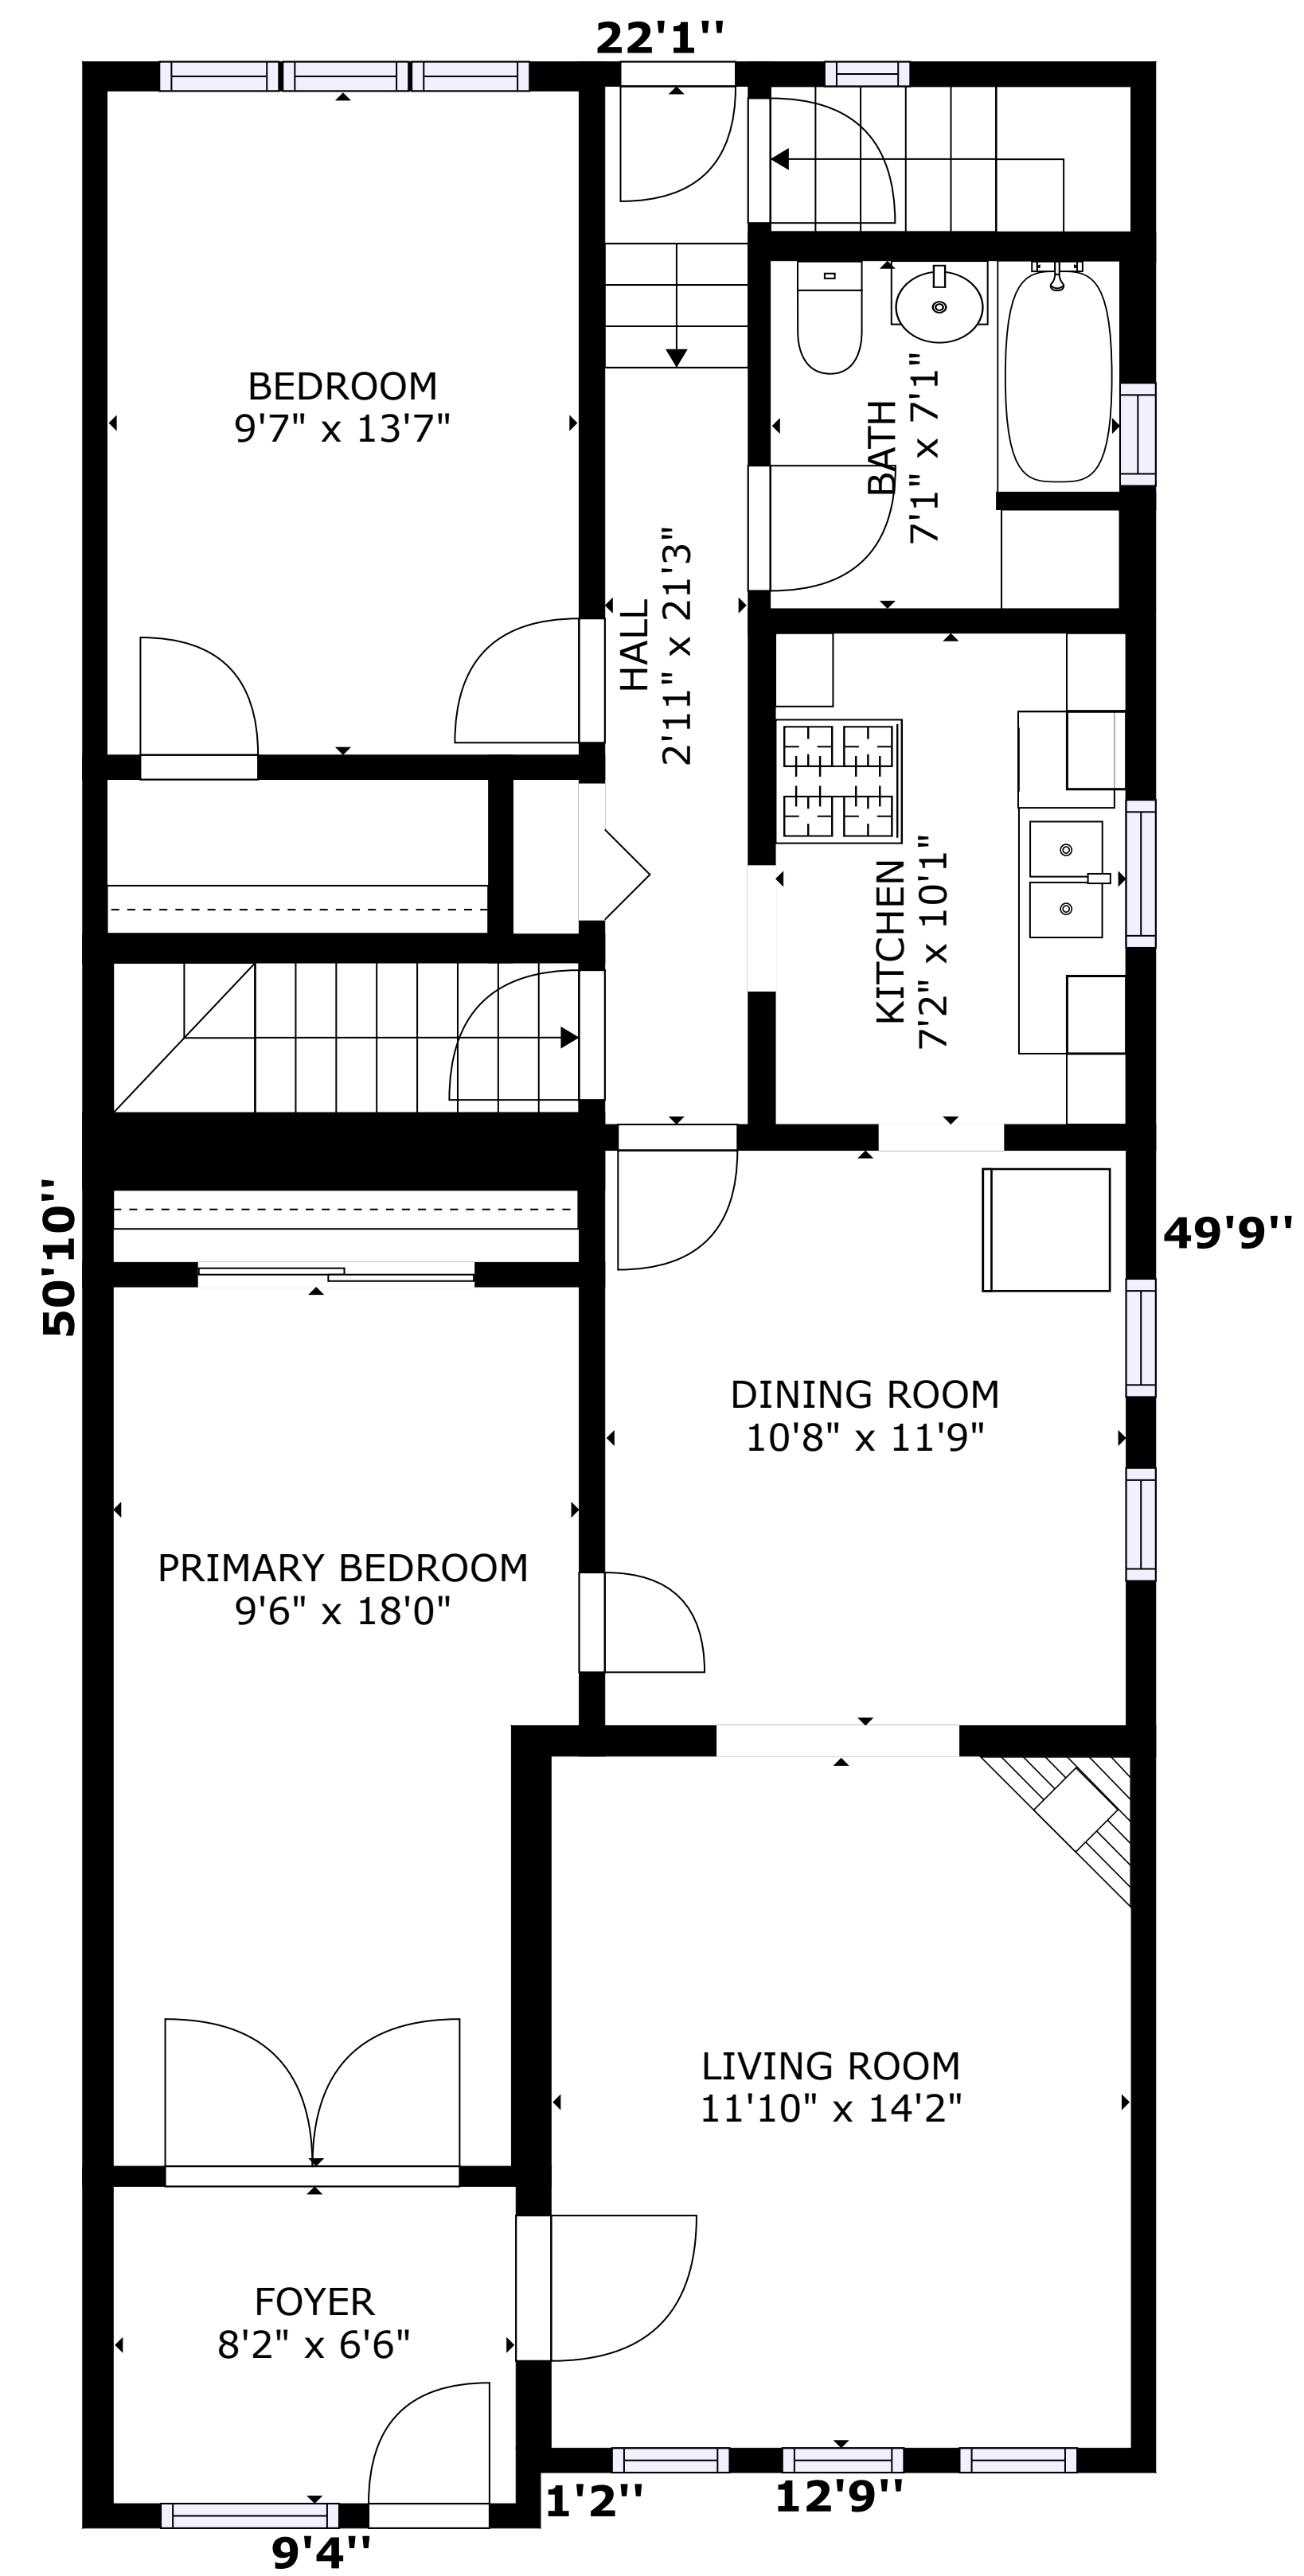 22'1''
BEDROOM
9'7" x 13'7"
BATH
7'1" x 7'1"
HALL
2'11" x 21'3"
KITCHEN
7'2" x 10'1"
50'10''
49'9''
DINING ROOM
10'8" x 11'9"
PRIMARY BEDROOM
9'6" x 18'0"
LIVING ROOM
11'10" x 14'2"
FOYER
8'2" x 6'6"
1'2''
12'9''
9'4''